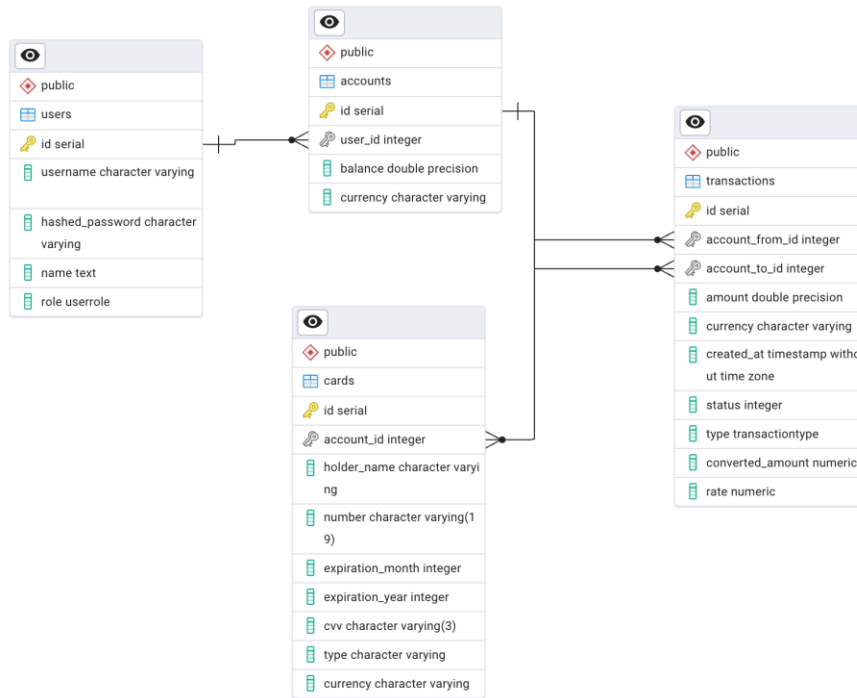 public
users
id serial
username character varying
hashed_password character
varying
name text
role userrole
public
accounts
id serial
user_id integer
balance double precision
currency character varying
public
cards
id serial
account_id integer
holder_name character varyi
ng
number character varying(1
9)
expiration_month integer
expiration_year integer
cvv character varying(3)
type character varying
currency character varying
public
transactions
id serial
account_from_id integer
account_to_id integer
amount double precision
currency character varying
created_at timestamp witho
ut time zone
status integer
type transactiontype
converted_amount numeric
rate numeric